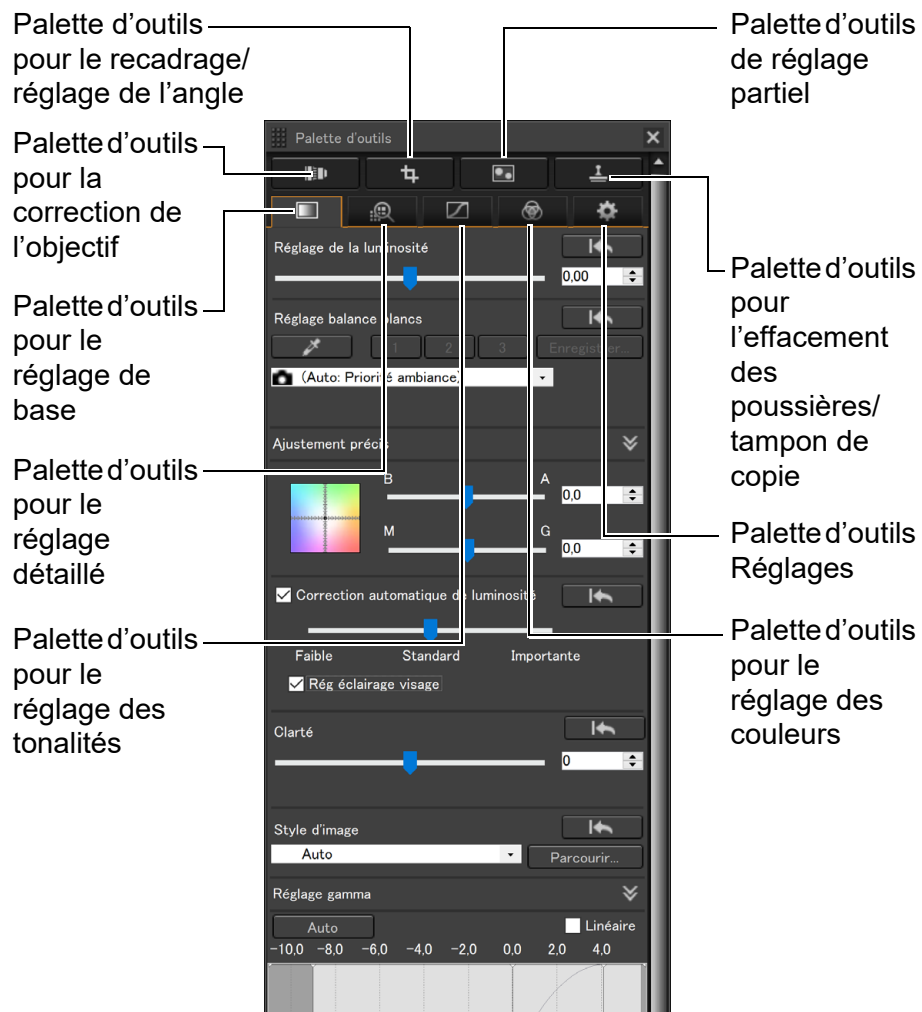 Palette d’outils
pour le recadrage/
réglage de l’angle
Palette d’outils
de réglage
partiel
Palette d’outils
pour la
correction de
l’objectif
Palette d’outils
pour le
réglage de
base
Palette d’outils
pour le
réglage
détaillé
Palette d’outils
pour le
réglage des
tonalités
Palette d’outils
Réglage de la luminosité
0,00
Réglage balance blancs
1 2 3 Enregistrer...
(Auto: Priorité ambiance)
Ajustement précis
B A
0,0
M G
0,0
Correction automatique de luminosité
Faible Standard Importante
Rég éclairage visage
Clarté
0
Style d'image
Auto Parcourir...
Réglage gamma
Auto Linéaire
-10,0 -8,0 -6,0 -4,0 -2,0 0,0 2,0 4,0
Palette d’outils
pour
l’effacement
des
poussières/
tampon de
copie
Palette d’outils
Réglages
Palette d’outils
pour le
réglage des
couleurs